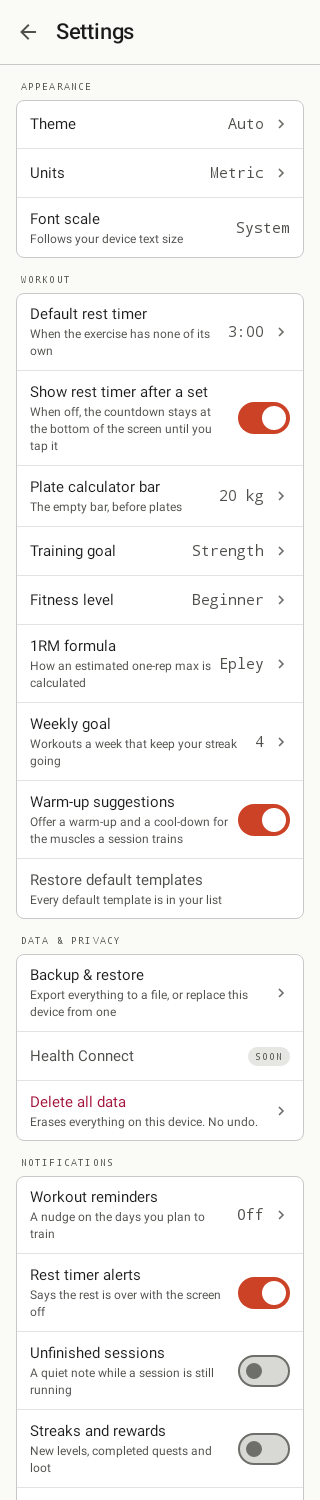 Settings
APPEARANCE
Theme
Auto
Units
Metric
Font scale
Follows your device text size
System
WORKOUT
Default rest timer
When the exercise has none of its
own
3:00
Show rest timer after a set
When off, the countdown stays at
the bottom of the screen until you
tap it
Plate calculator bar
The empty bar, before plates
20 kg
Training goal
Strength
Fitness level
Beginner
1RM formula
How an estimated one-rep max is
calculated
Epley
Weekly goal
Workouts a week that keep your streak
going
4
Warm-up suggestions
Offer a warm-up and a cool-down for
the muscles a session trains
Restore default templates
Every default template is in your list
DATA & PRIVACY
Backup & restore
Export everything to a file, or replace this
device from one
Health Connect
SOON
Delete all data
Erases everything on this device. No undo.
NOTIFICATIONS
Workout reminders
A nudge on the days you plan to
train
Off
Rest timer alerts
Says the rest is over with the screen
off
Unfinished sessions
A quiet note while a session is still
running
Streaks and rewards
New levels, completed quests and
loot